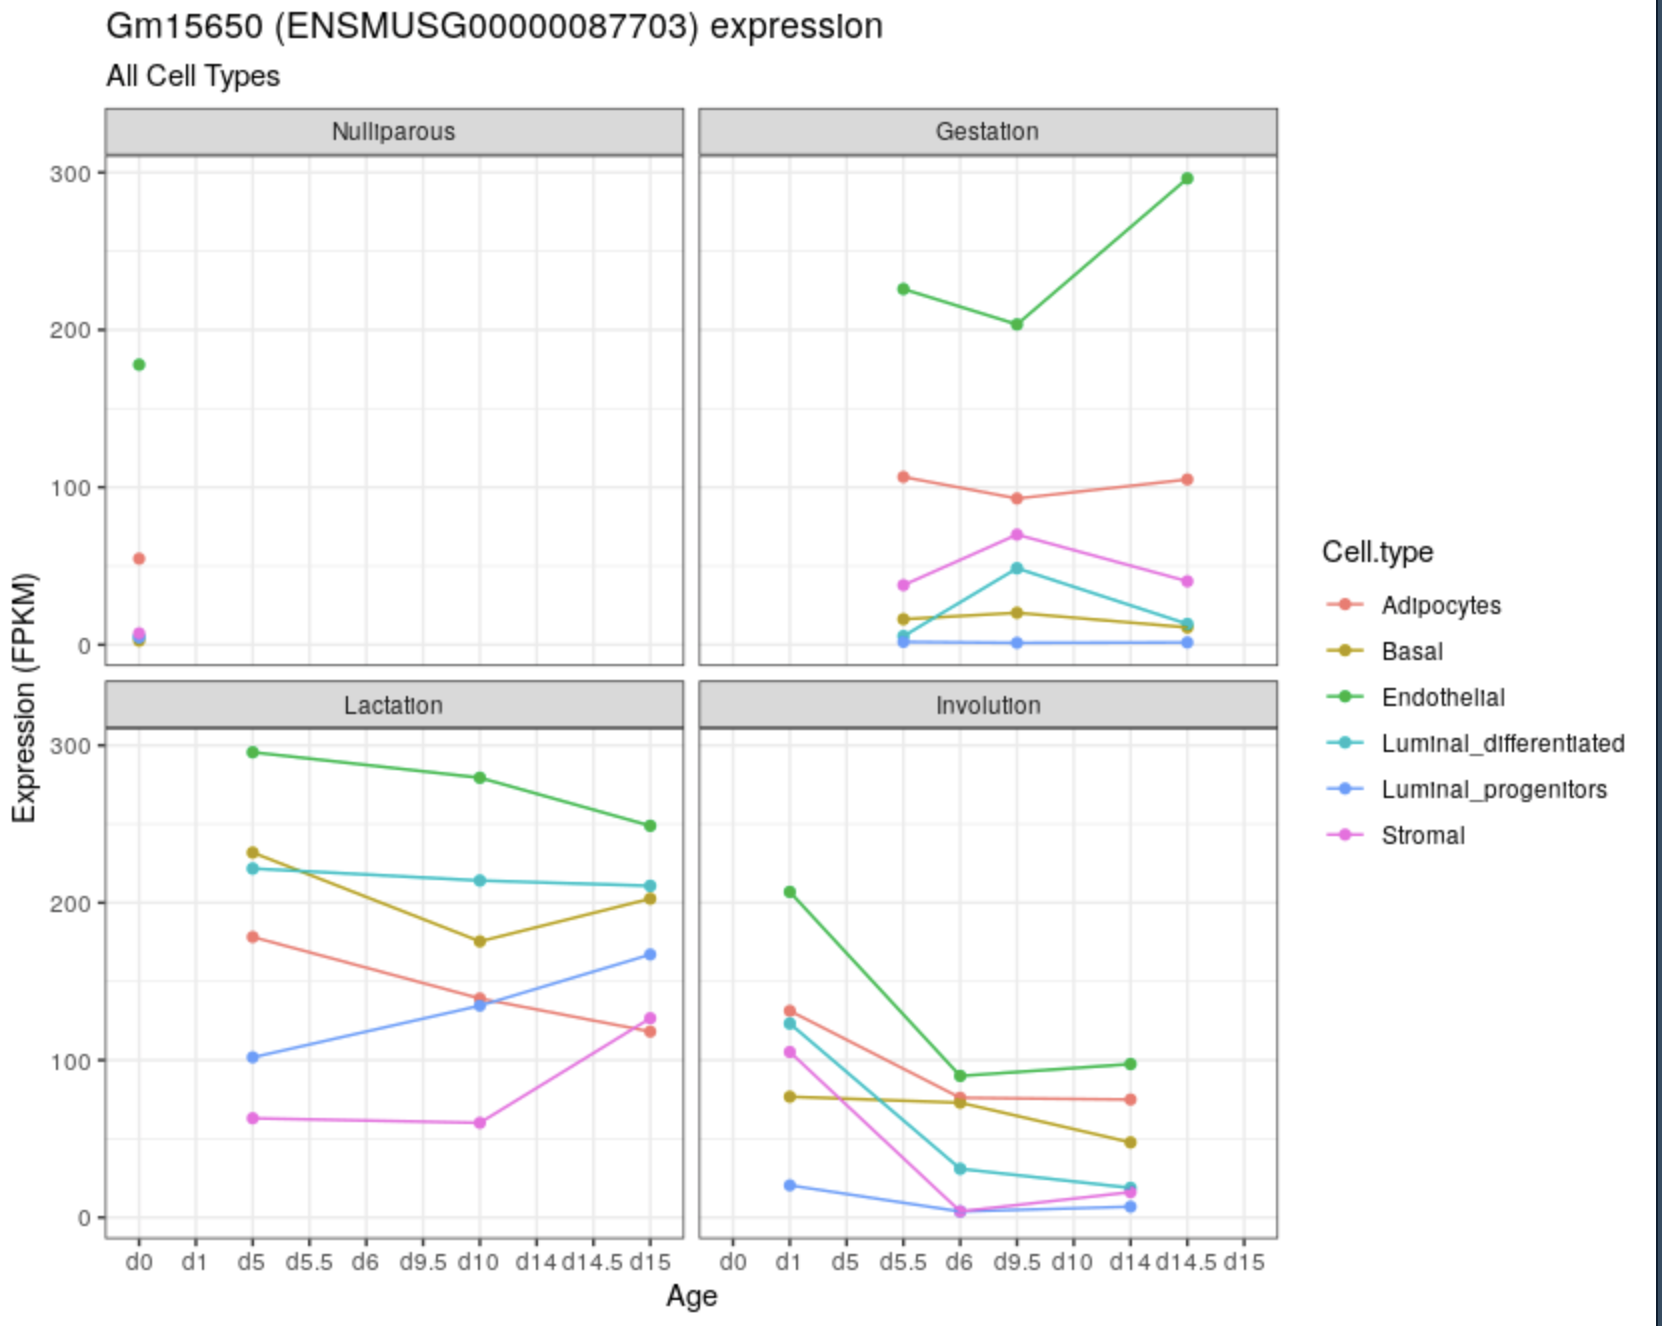 Gm15650 (ENSMUSG00000087703) expression
All Cell Types
Nulliparous
Gestation
300
200
100
0
Lactation
Involution
300
200
100
0
Expression (FPKM)
d0 d1 d5 d5.5 d6 d9.5 d10 d14 d14.5 d15
d0 d1 d5 d5.5 d6 d9.5 d10 d14 d14.5 d15
Age
Cell.type
Adipocytes
Basal
Endothelial
Luminal_differentiated
Luminal_progenitors
Stromal